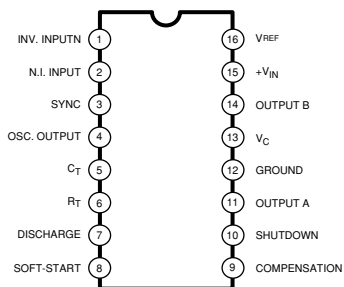 INV. INPUTN 1
N.I. INPUT 2
SYNC 3
OSC. OUTPUT 4
CT 5
RT 6
DISCHARGE 7
SOFT-START 8
16 VREF
15 +VIN
14 OUTPUT B
13 VC
12 GROUND
11 OUTPUT A
10 SHUTDOWN
9 COMPENSATION